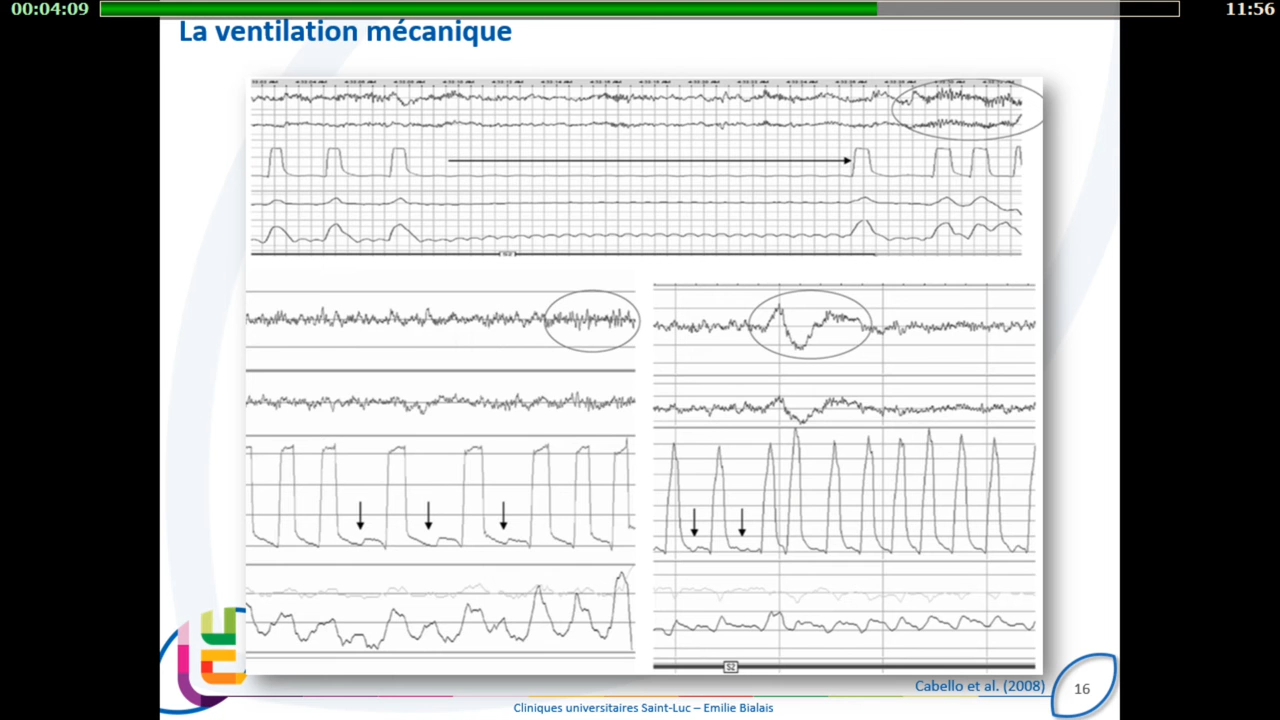 00:04:09
11:56
La ventilation mécanique
S2
Cabello et al. (2008)
16
Cliniques universitaires Saint-Luc – Emilie Bialais